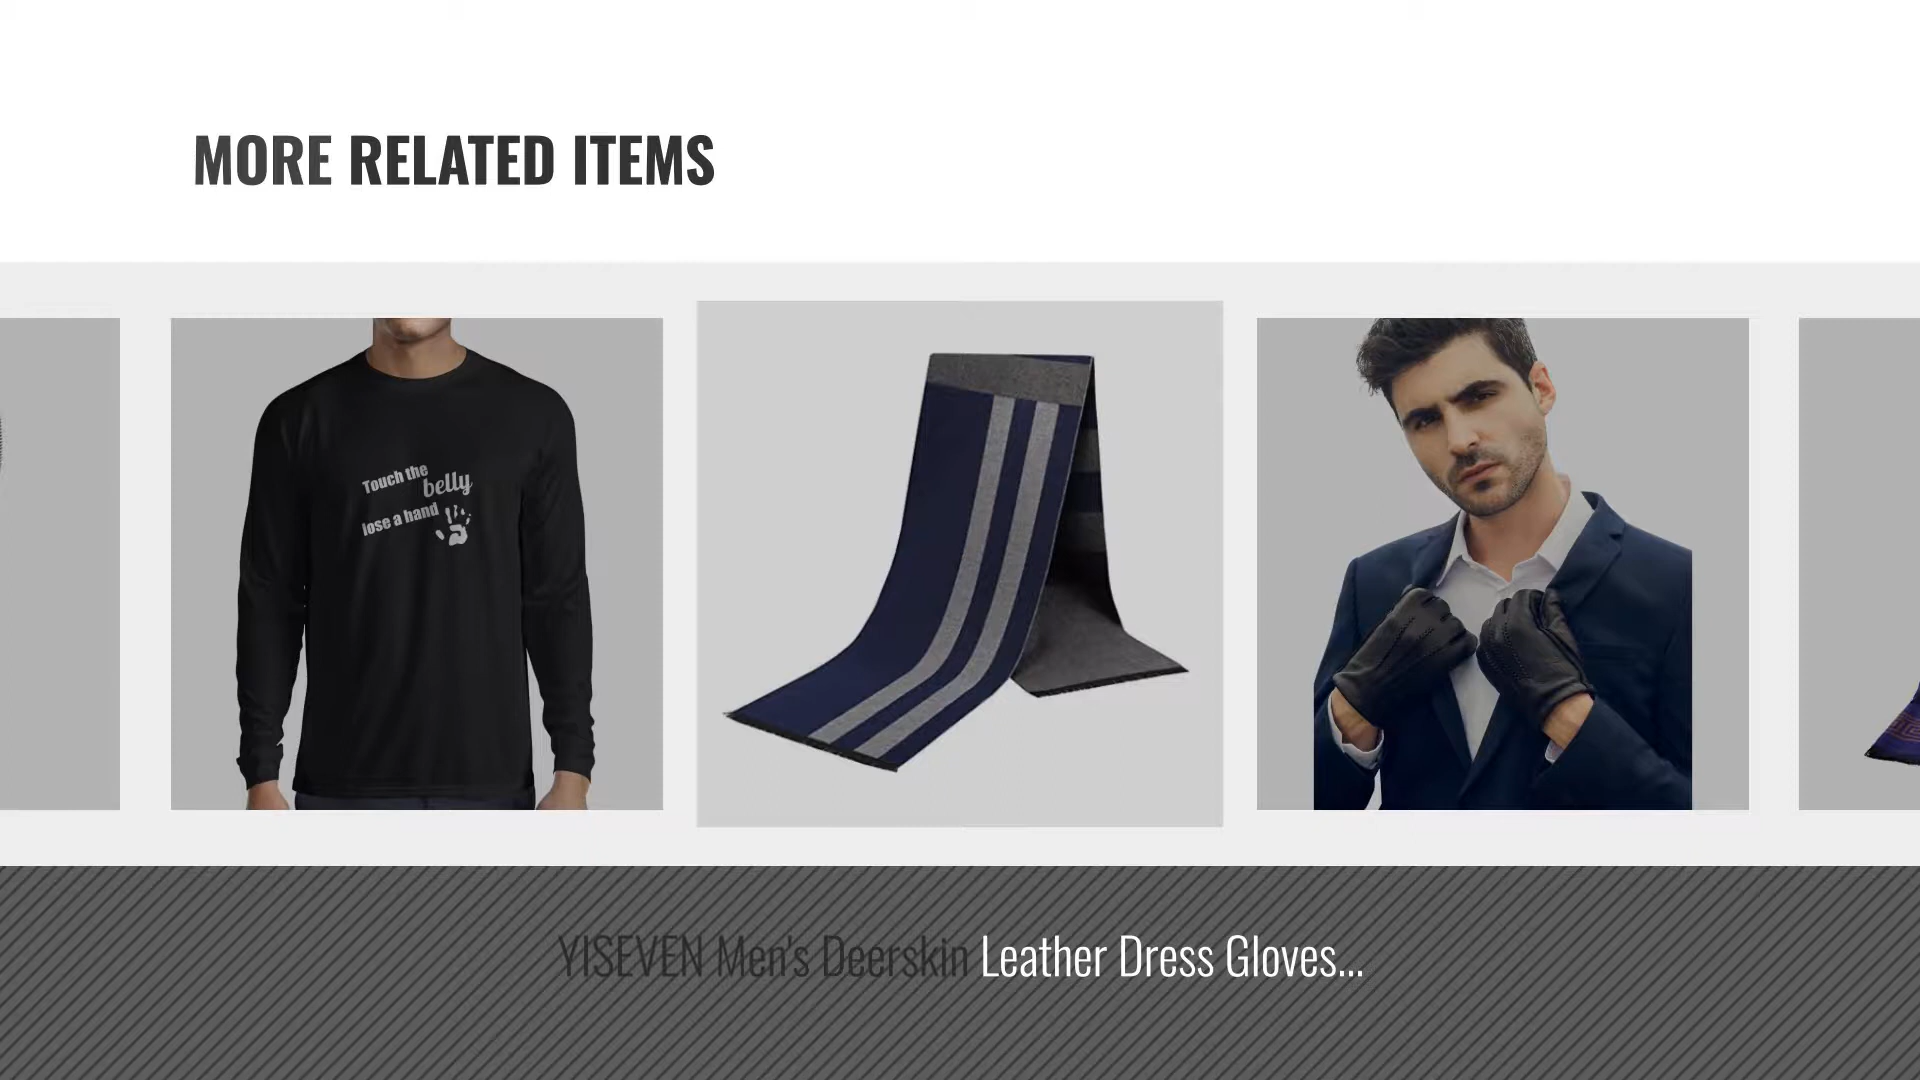 MORE RELATED ITEMS
Touch the
belly
lose a hand
YISEVEN Men's Deerskin Leather Dress Gloves...